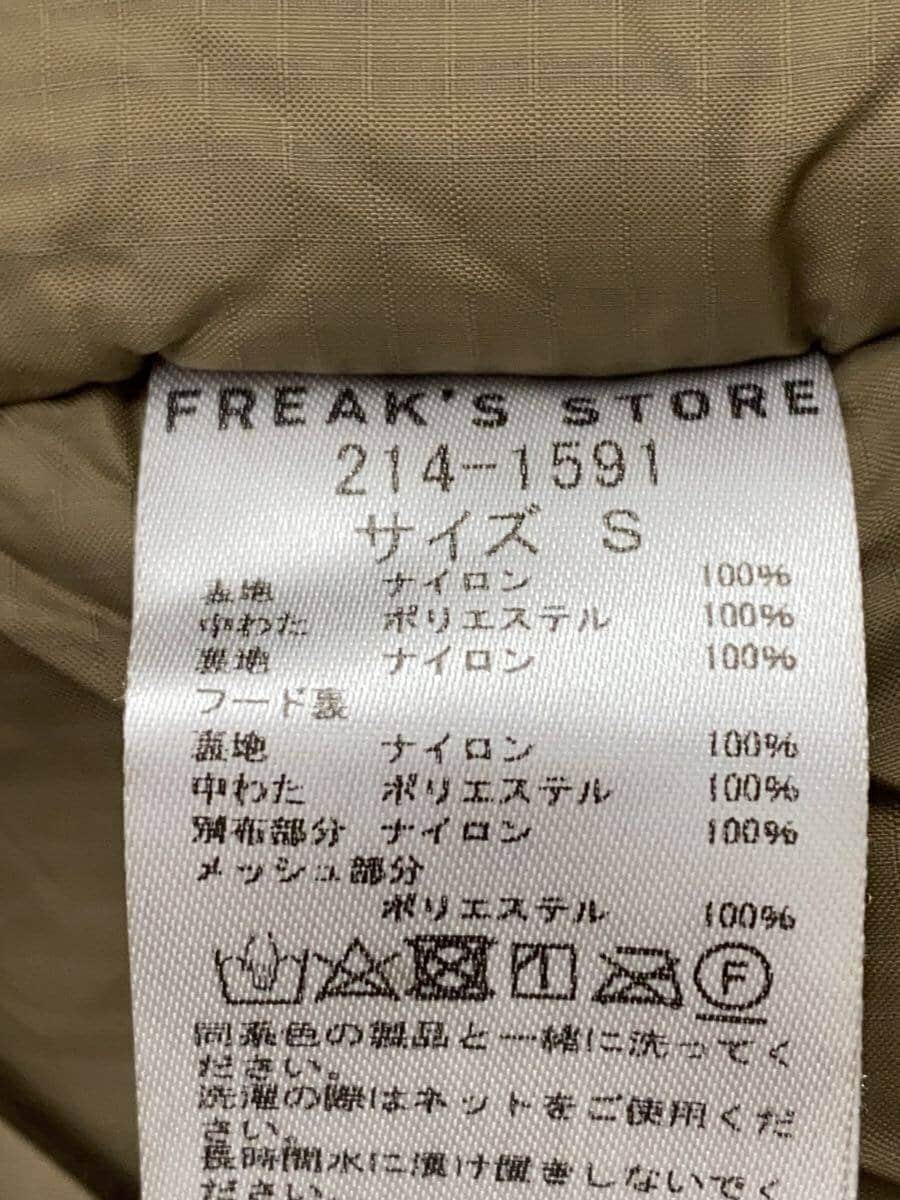 FREAK'S STORE
214-1591
サイズ S
表地 ナイロン 100%
中わた ポリエステル 100%
裏地 ナイロン 100%
フード裏
表地 ナイロン 100%
中わた ポリエステル 100%
別布部分 ナイロン 100%
メッシュ部分
ポリエステル 100%
F
同系色の製品と一緒に洗ってく
ださい。
洗濯の際はネットをご使用くだ
さい。
長時間水に漬け置きしないでく
ださい。